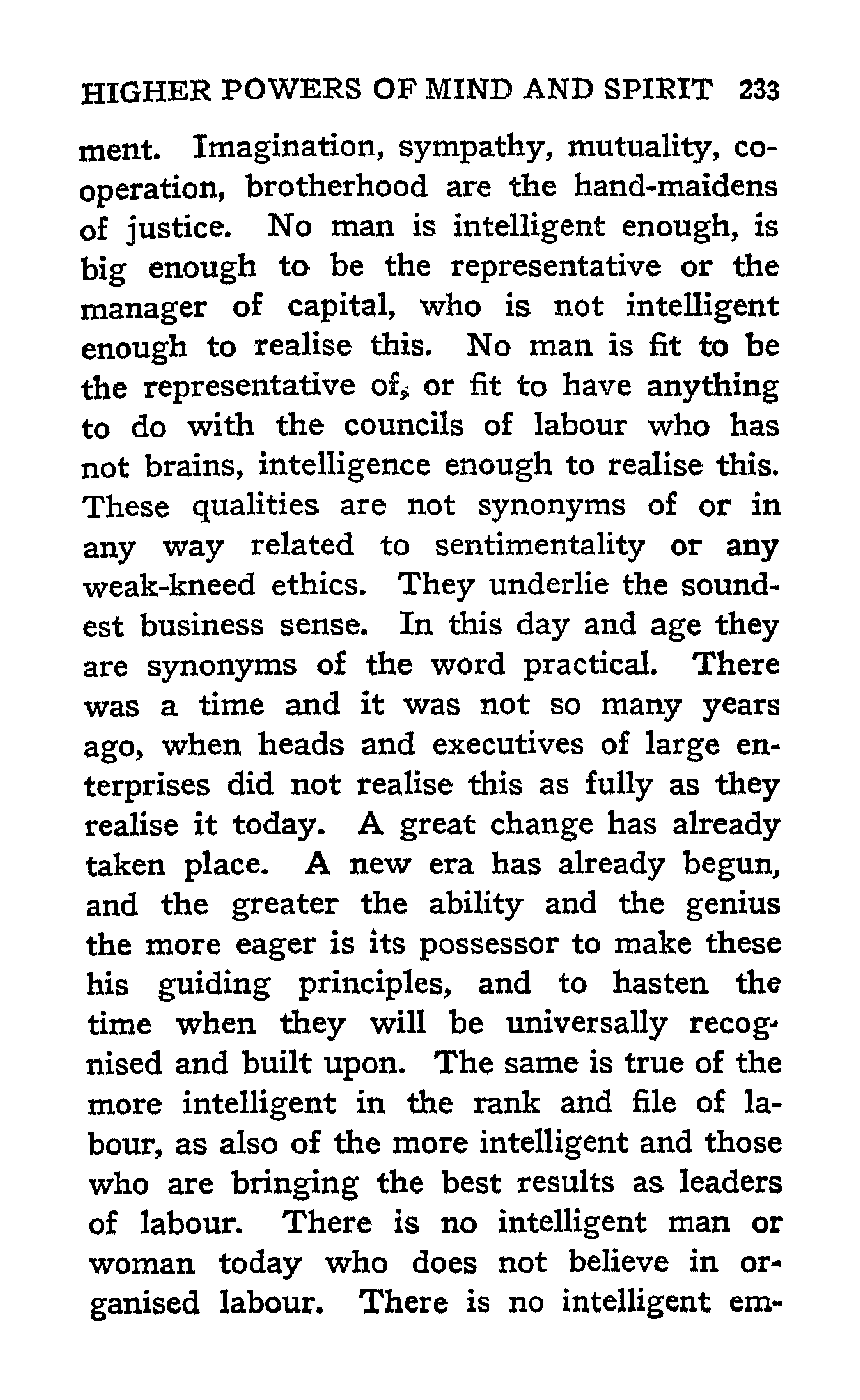 HIGHER POWERS OF MIND AND SPIRIT 233
ment. Imagination, sympathy, mutuality, co-
operation, brotherhood are the hand-maidens
of justice. No man is intelligent enough, is
big enough to be the representative or the
manager of capital, who is not intelligent
enough to realise this. No man is fit to be
the representative of, or fit to have anything
to do with the councils of labour who has
not brains, intelligence enough to realise this.
These qualities are not synonyms of or in
any way related to sentimentality or any
weak-kneed ethics. They underlie the sound-
est business sense. In this day and age they
are synonyms of the word practical. There
was a time and it was not so many years
ago, when heads and executives of large en-
terprises did not realise this as fully as they
realise it today. A great change has already
taken place. A new era has already begun,
and the greater the ability and the genius
the more eager is its possessor to make these
his guiding principles, and to hasten the
time when they will be universally recog-
nised and built upon. The same is true of the
more intelligent in the rank and file of la-
bour, as also of the more intelligent and those
who are bringing the best results as leaders
of labour. There is no intelligent man or
woman today who does not believe in or-
ganised labour. There is no intelligent em-